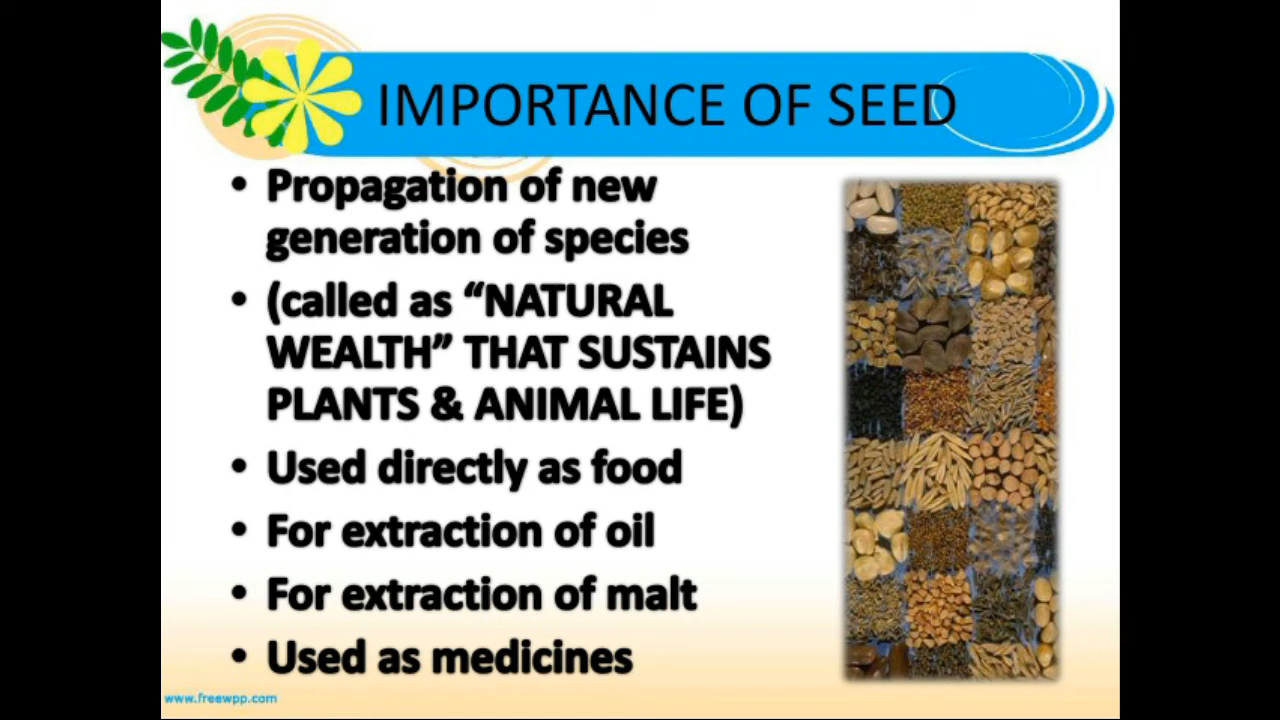 IMPORTANCE OF SEED
• Propagation of new
generation of species
• (called as “NATURAL
WEALTH” THAT SUSTAINS
PLANTS & ANIMAL LIFE)
• Used directly as food
• For extraction of oil
• For extraction of malt
• Used as medicines
www.freewpp.com